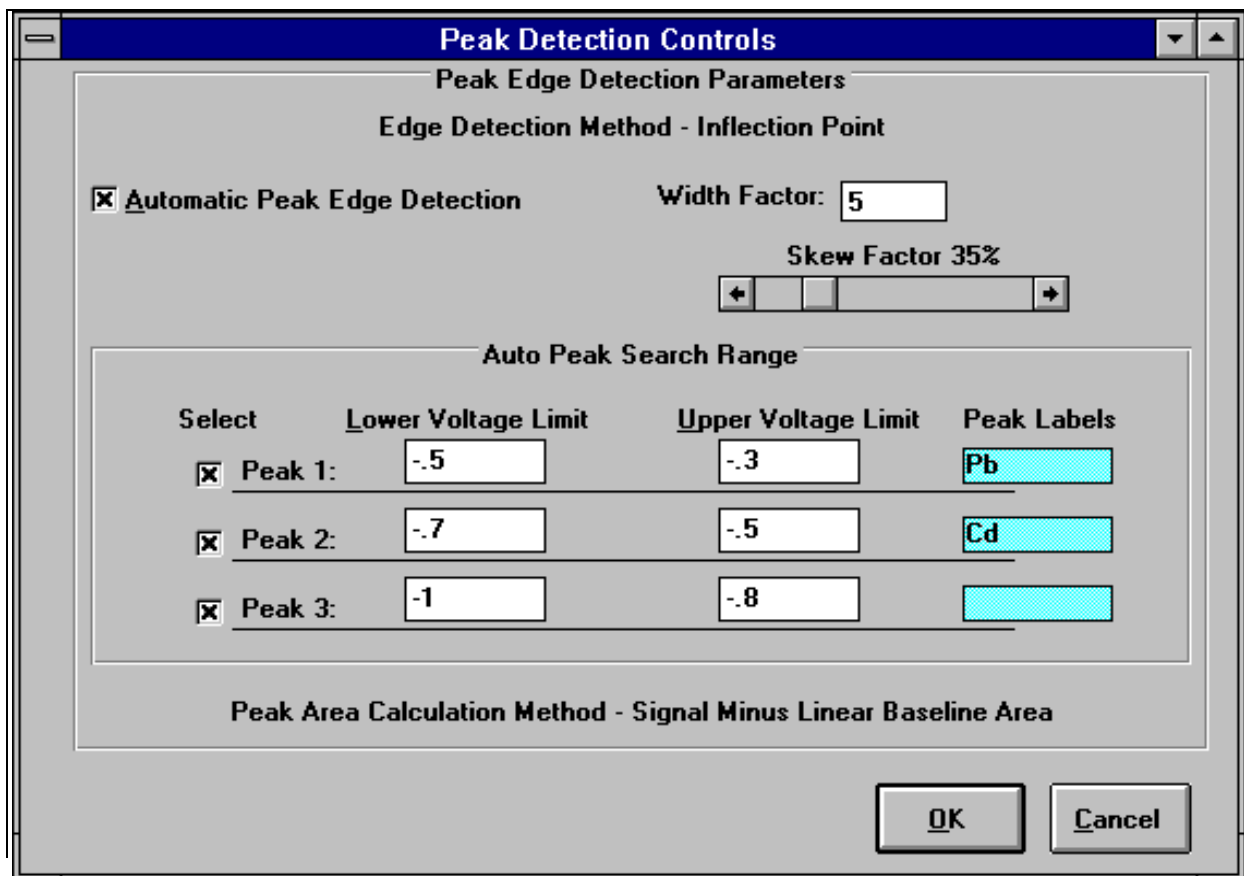 Peak Detection Controls
Peak Edge Detection Parameters
Edge Detection Method - Inflection Point
Automatic Peak Edge Detection Width Factor: 5
Skew Factor 35%
Auto Peak Search Range
Select Lower Voltage Limit Upper Voltage Limit Peak Labels
Peak 1: -.5 -.3 Pb
Peak 2: -.7 -.5 Cd
Peak 3: -1 -.8
Peak Area Calculation Method - Signal Minus Linear Baseline Area
OK Cancel